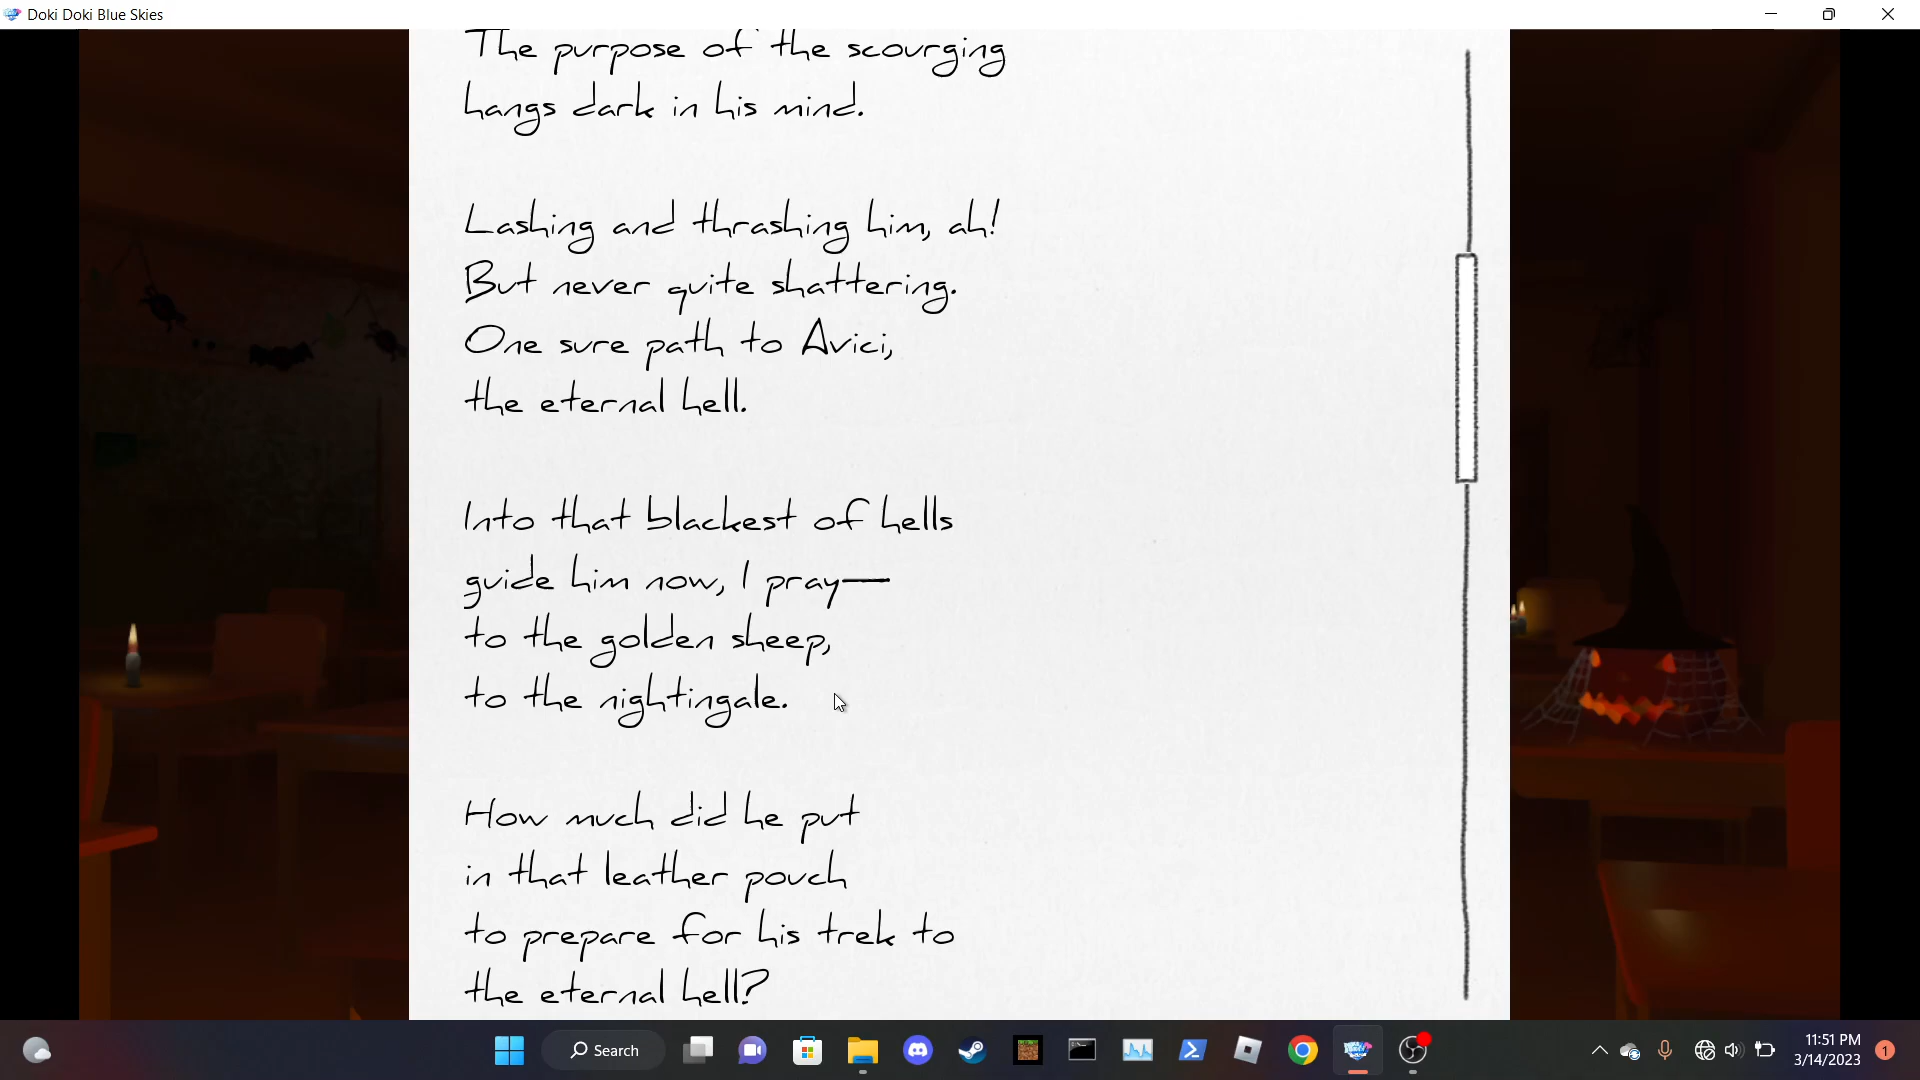 Doki Doki Blue Skies
The purpose of the scourging
hangs dark in his mind.
Lashing and thrashing him, ah!
But never quite shattering.
One sure path to Avici,
the eternal hell.
Into that blackest of hells
guide him now, I pray—
to the golden sheep,
to the nightingale.
How much did he put
in that leather pouch
to prepare for his trek to
the eternal hell?
Search
11:51 PM
3/14/2023
1